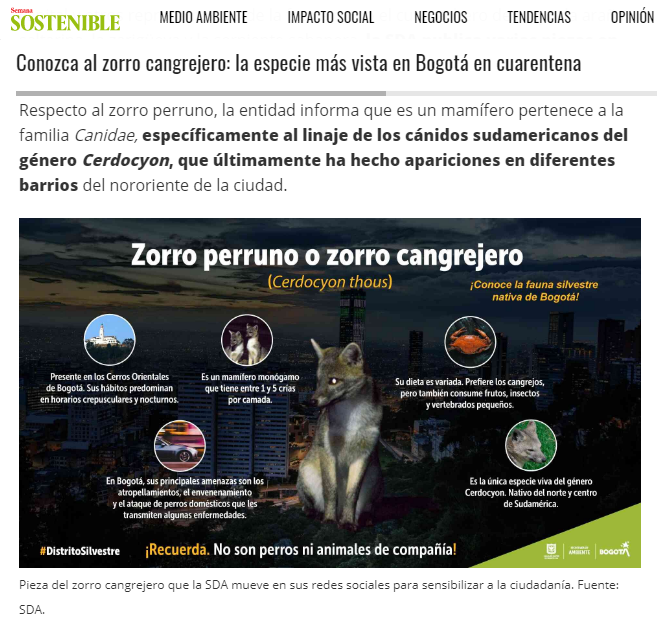 Semana
SOSTENIBLE
MEDIO AMBIENTE
IMPACTO SOCIAL
NEGOCIOS
TENDENCIAS
OPINIÓN
Conozca al zorro cangrejero: la especie más vista en Bogotá en cuarentena
Respecto al zorro perruno, la entidad informa que es un mamífero pertenece a la
familia Canidae, específicamente al linaje de los cánidos sudamericanos del
género Cerdocyon, que últimamente ha hecho apariciones en diferentes
barrios del nororiente de la ciudad.
Zorro perruno o zorro cangrejero
(Cerdocyon thous)
¡Conoce la fauna silvestre
nativa de Bogotá!
Presente en los Cerros Orientales
de Bogotá. Sus hábitos predominan
en horarios crepusculares y nocturnos.
Es un mamífero monógamo
que tiene entre 1 y 5 crías
por camada.
Su dieta es variada. Prefiere los cangrejos,
pero también consume frutos, insectos
y vertebrados pequeños.
En Bogotá, sus principales amenazas son los
atropellamientos, el envenenamiento
y el ataque de perros domésticos que les
transmiten algunas enfermedades.
Es la única especie viva del género
Cerdocyon. Nativo del norte y centro
de Sudamérica.
#DistritoSilvestre
¡Recuerda. No son perros ni animales de compañía!
AMBIENTE
BOGOTÁ
Pieza del zorro cangrejero que la SDA mueve en sus redes sociales para sensibilizar a la ciudadanía. Fuente:
SDA.